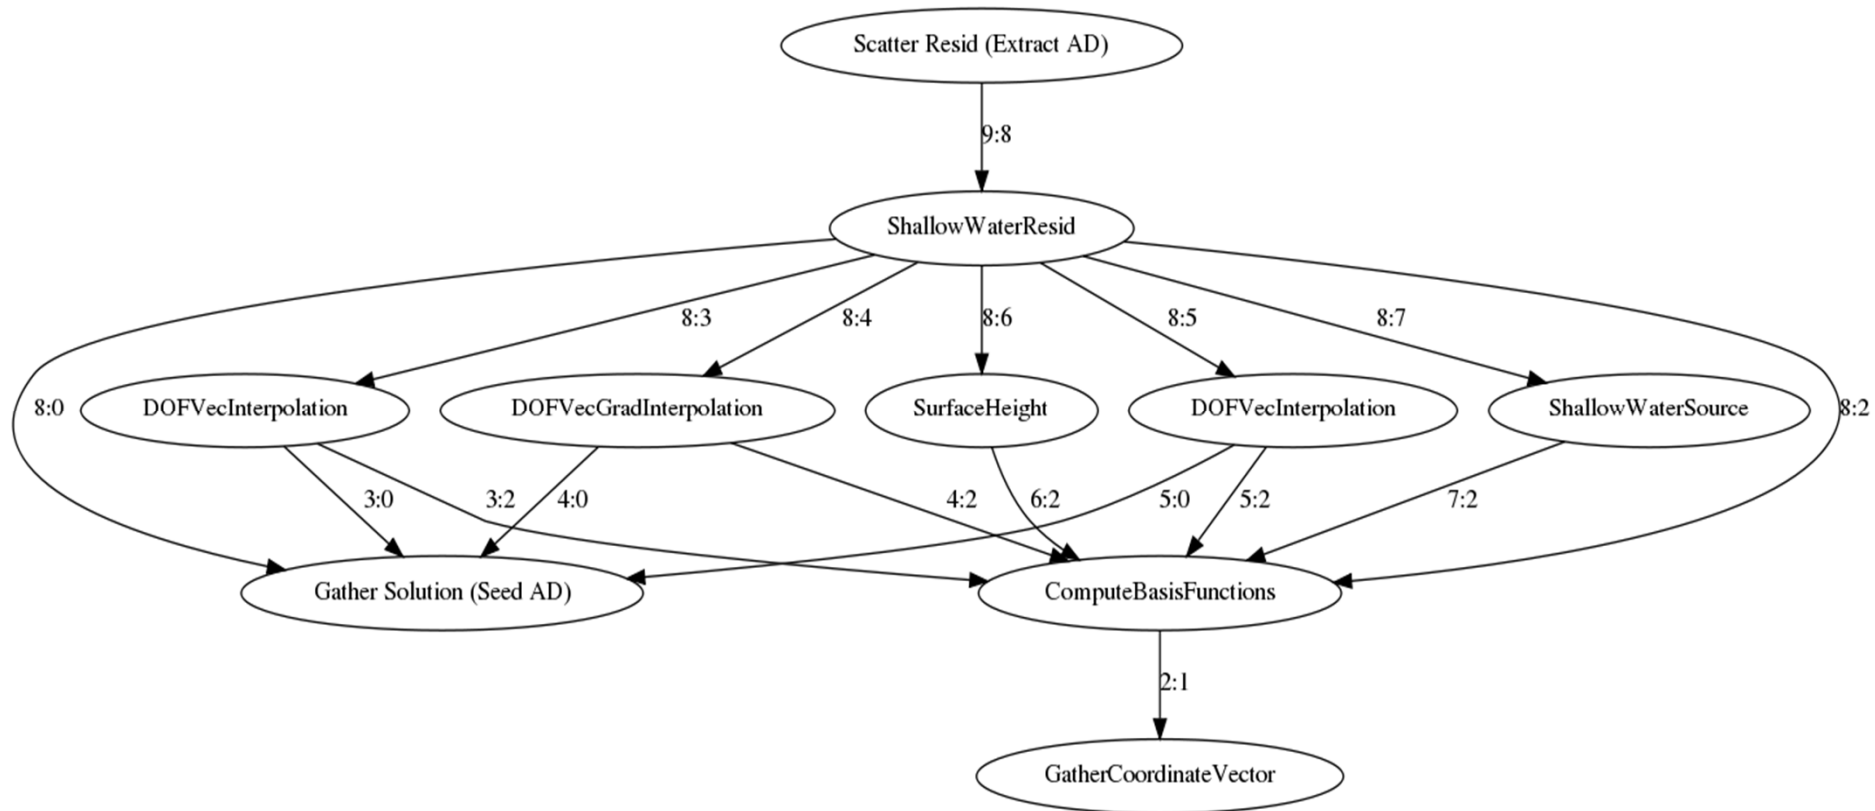 Scatter Resid (Extract AD)
9:8
ShallowWaterResid
8:3
8:4
8:6
8:5
8:7
8:0
DOFVecInterpolation
DOFVecGradInterpolation
SurfaceHeight
DOFVecInterpolation
ShallowWaterSource
8:2
3:0
3:2
4:0
4:2
6:2
5:0
5:2
7:2
Gather Solution (Seed AD)
ComputeBasisFunctions
2:1
GatherCoordinateVector